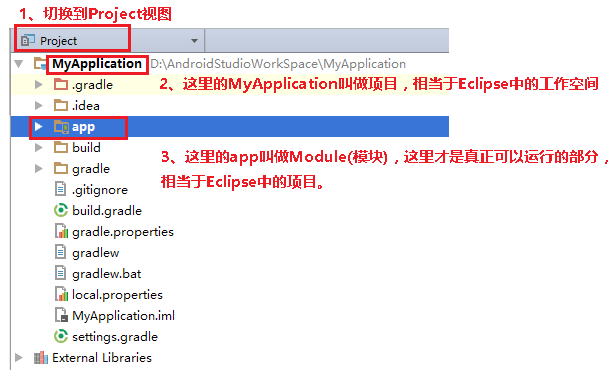 1、切换到Project视图
Project
MyApplication D:\AndroidStudioWorkSpace\MyApplication
.gradle
2、这里的MyApplication叫做项目，相当于Eclipse中的工作空间
.idea
app
build
3、这里的app叫做Module(模块)，这里才是真正可以运行的部分，
gradle
相当于Eclipse中的项目。
.gitignore
build.gradle
gradle.properties
gradlew
gradlew.bat
local.properties
MyApplication.iml
settings.gradle
External Libraries